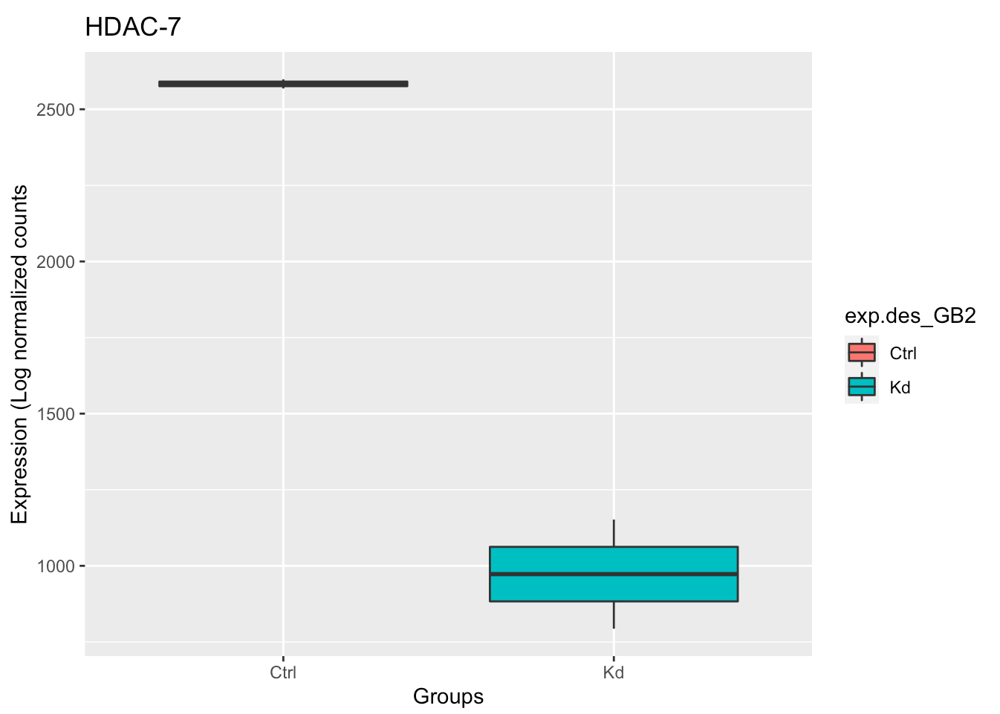 HDAC-7
Expression (Log normalized counts
2500
2000
1500
1000
Ctrl
Kd
Groups
exp.des_GB2
Ctrl
Kd